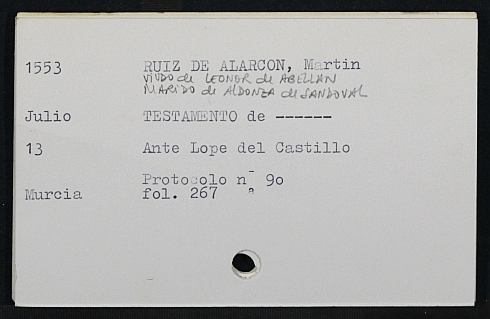 1553 RUIZ DE ALARCON, Martin
VIUDO de LEONOR de ABELLAN
MARIDO de ALDONZA de SANDOVAL
Julio TESTAMENTO de ------
13 Ante Lope del Castillo
Protocolo nº 90
Murcia fol. 267 a